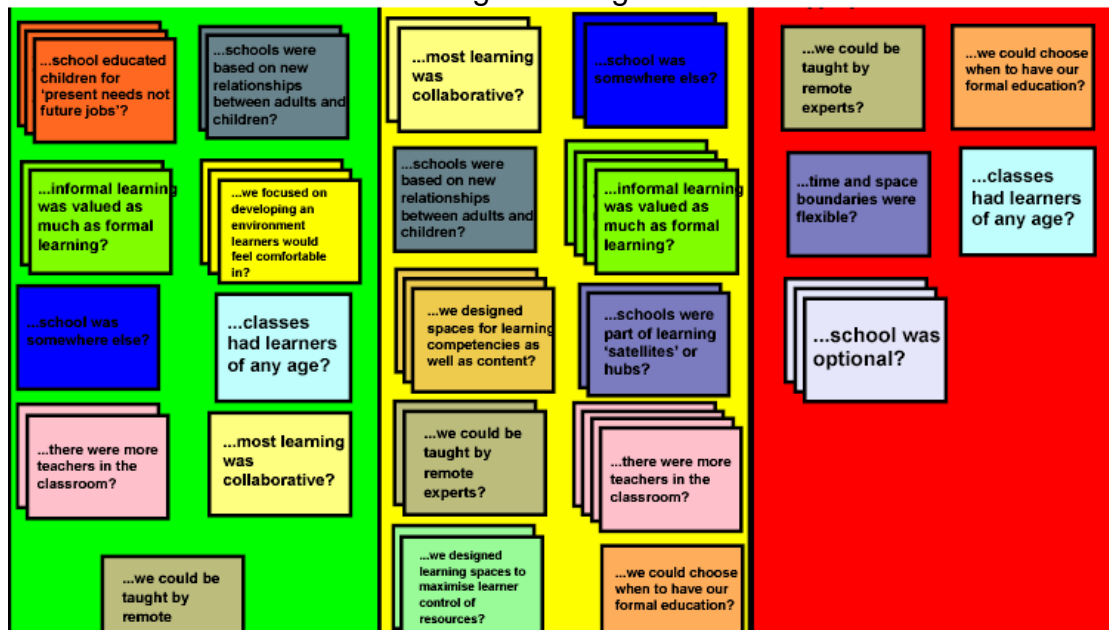 ...school educated
children for
'present needs not
future jobs'?
...schools were
based on new
relationships
between adults and
children?
...informal learning
was valued as
much as formal
learning?
...we focused on
developing an
environment
learners would
feel comfortable
in?
...school was
somewhere else?
...classes
had learners
of any age?
...there were more
teachers in the
classroom?
...most learning
was
collaborative?
...we could be
taught by
remote
...most learning
was
collaborative?
...school was
somewhere else?
...schools were
based on new
relationships
between adults and
children?
...informal learning
was valued as
much as formal
learning?
...we designed
spaces for learning
competencies as
well as content?
...schools were
part of learning
'satellites' or
hubs?
...we could be
taught by
remote
experts?
...there were more
teachers in the
classroom?
...we designed
learning spaces to
maximise learner
control of
resources?
...we could choose
when to have our
formal education?
...we could be
taught by
remote
experts?
...we could choose
when to have our
formal education?
...time and space
boundaries were
flexible?
...classes
had learners
of any age?
...school was
optional?